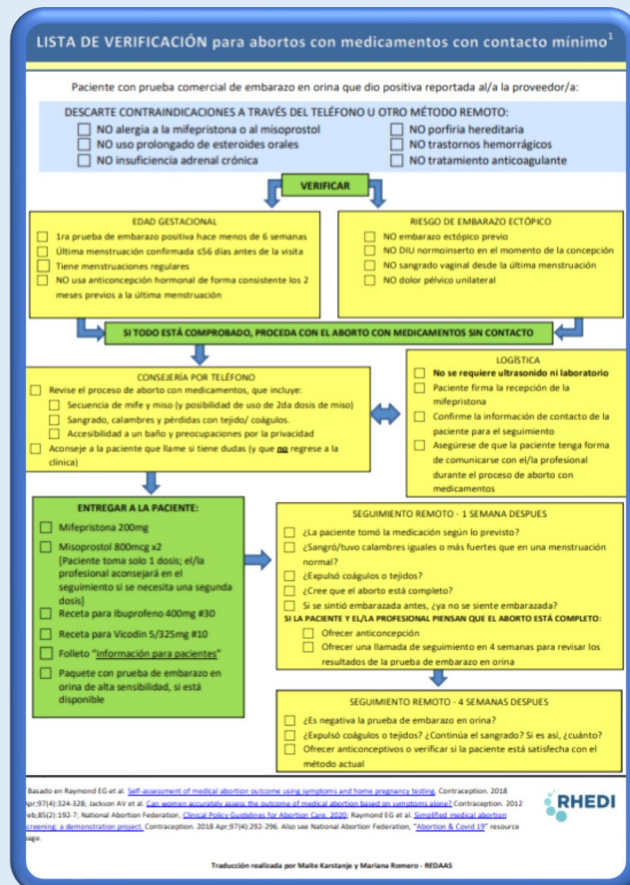 LISTA DE VERIFICACIÓN para abortos con medicamentos con contacto mínimo¹
Paciente con prueba comercial de embarazo en orina que dio positiva reportada al/a la proveedor/a:
DESCARTE CONTRAINDICACIONES A TRAVÉS DEL TELÉFONO U OTRO MÉTODO REMOTO:
NO alergia a la mifepristona o al misoprostol
NO uso prolongado de esteroides orales
NO insuficiencia adrenal crónica
NO porfiria hereditaria
NO trastornos hemorrágicos
NO tratamiento anticoagulante
VERIFICAR
EDAD GESTACIONAL
1ra prueba de embarazo positiva hace menos de 6 semanas
Última menstruación confirmada ≤56 días antes de la visita
Tiene menstruaciones regulares
NO usa anticoncepción hormonal de forma consistente los 2
meses previos a la última menstruación
RIESGO DE EMBARAZO ECTÓPICO
NO embarazo ectópico previo
NO DIU normoinserto en el momento de la concepción
NO sangrado vaginal desde la última menstruación
NO dolor pélvico unilateral
SI TODO ESTÁ COMPROBADO, PROCEDA CON EL ABORTO CON MEDICAMENTOS SIN CONTACTO
CONSEJERÍA POR TELÉFONO
Revise el proceso de aborto con medicamentos, que incluye:
Secuencia de mife y miso (y posibilidad de uso de 2da dosis de miso)
Sangrado, calambres y pérdidas con tejido/ coágulos.
Accesibilidad a un baño y preocupaciones por la privacidad
Aconseje a la paciente que llame si tiene dudas (y que no regrese a la
clínica)
LOGÍSTICA
No se requiere ultrasonido ni laboratorio
Paciente firma la recepción de la
mifepristona
Confirme la información de contacto de la
paciente para el seguimiento
Asegúrese de que la paciente tenga forma
de comunicarse con el/la profesional
durante el proceso de aborto con
medicamentos
ENTREGAR A LA PACIENTE:
Mifepristona 200mg
Misoprostol 800mcg x2
[Paciente toma solo 1 dosis; el/la
profesional aconsejará en el
seguimiento si se necesita una segunda
dosis]
Receta para Ibuprofeno 400mg #30
Receta para Vicodin 5/325mg #10
Folleto "información para pacientes"
Paquete con prueba de embarazo en
orina de alta sensibilidad, si está
disponible
SEGUIMIENTO REMOTO - 1 SEMANA DESPUES
¿La paciente tomó la medicación según lo previsto?
¿Sangró/tuvo calambres iguales o más fuertes que en una menstruación
normal?
¿Expulsó coágulos o tejidos?
¿Cree que el aborto está completo?
Si se sintió embarazada antes, ¿ya no se siente embarazada?
SI LA PACIENTE Y EL/LA PROFESIONAL PIENSAN QUE EL ABORTO ESTÁ COMPLETO:
Ofrecer anticoncepción
Ofrecer una llamada de seguimiento en 4 semanas para revisar los
resultados de la prueba de embarazo en orina
SEGUIMIENTO REMOTO - 4 SEMANAS DESPUES
¿Es negativa la prueba de embarazo en orina?
¿Expulsó coágulos o tejidos? ¿Continúa el sangrado? Si es así, ¿cuánto?
Ofrecer anticonceptivos o verificar si la paciente está satisfecha con el
método actual
Basado en Raymond EG et al. Self-assessment of medical abortion outcome using symptoms and home pregnancy testing. Contraception. 2018
Apr;97(4):324-328; Jackson AV et al. Can women accurately assess the outcome of medical abortion based on symptoms alone? Contraception. 2012
eb;85(2):192-7; National Abortion Federation, Clinical Policy Guidelines for Abortion Care, 2020; Raymond EG et al. Simplified medical abortion
creening: a demonstration project. Contraception. 2018 Apr;97(4):292-296. Also see National Abortion Federation, "Abortion & Covid 19" resource
age.
RHEDI
Traducción realizada por Maite Karstanje y Mariana Romero - REDAAS